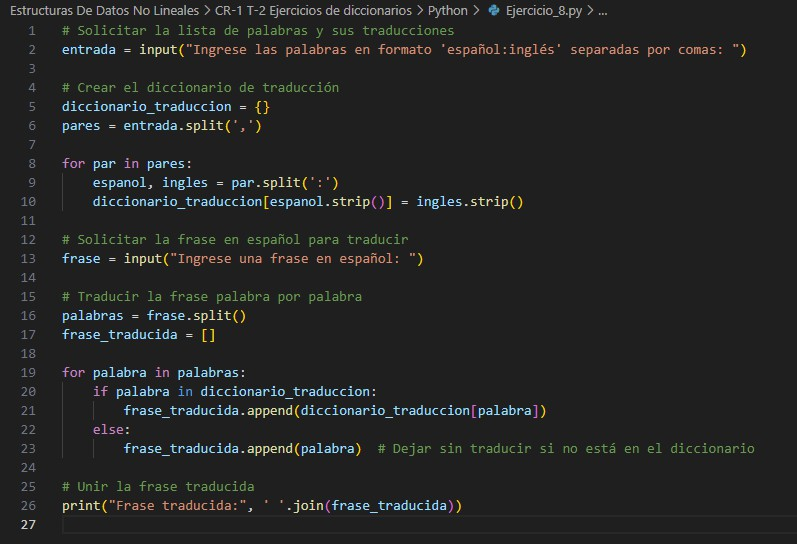 Estructuras De Datos No Lineales > CR-1 T-2 Ejercicios de diccionarios > Python > Ejercicio_8.py > ...
1 # Solicitar la lista de palabras y sus traducciones
2 entrada = input("Ingrese las palabras en formato 'español:inglés' separadas por comas: ")
3
4 # Crear el diccionario de traducción
5 diccionario_traduccion = {}
6 pares = entrada.split(',')
7
8 for par in pares:
9     espanol, ingles = par.split(':')
10     diccionario_traduccion[espanol.strip()] = ingles.strip()
11
12 # Solicitar la frase en español para traducir
13 frase = input("Ingrese una frase en español: ")
14
15 # Traducir la frase palabra por palabra
16 palabras = frase.split()
17 frase_traducida = []
18
19 for palabra in palabras:
20     if palabra in diccionario_traduccion:
21         frase_traducida.append(diccionario_traduccion[palabra])
22     else:
23         frase_traducida.append(palabra)  # Dejar sin traducir si no está en el diccionario
24
25 # Unir la frase traducida
26 print("Frase traducida:", ' '.join(frase_traducida))
27